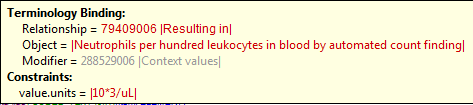 Terminology Binding:
Relationship = 79409006 |Resulting in|
Object = |Neutrophils per hundred leukocytes in blood by automated count finding|
Modifier = 288529006 |Context values|
Constraints:
value.units = |10*3/uL|